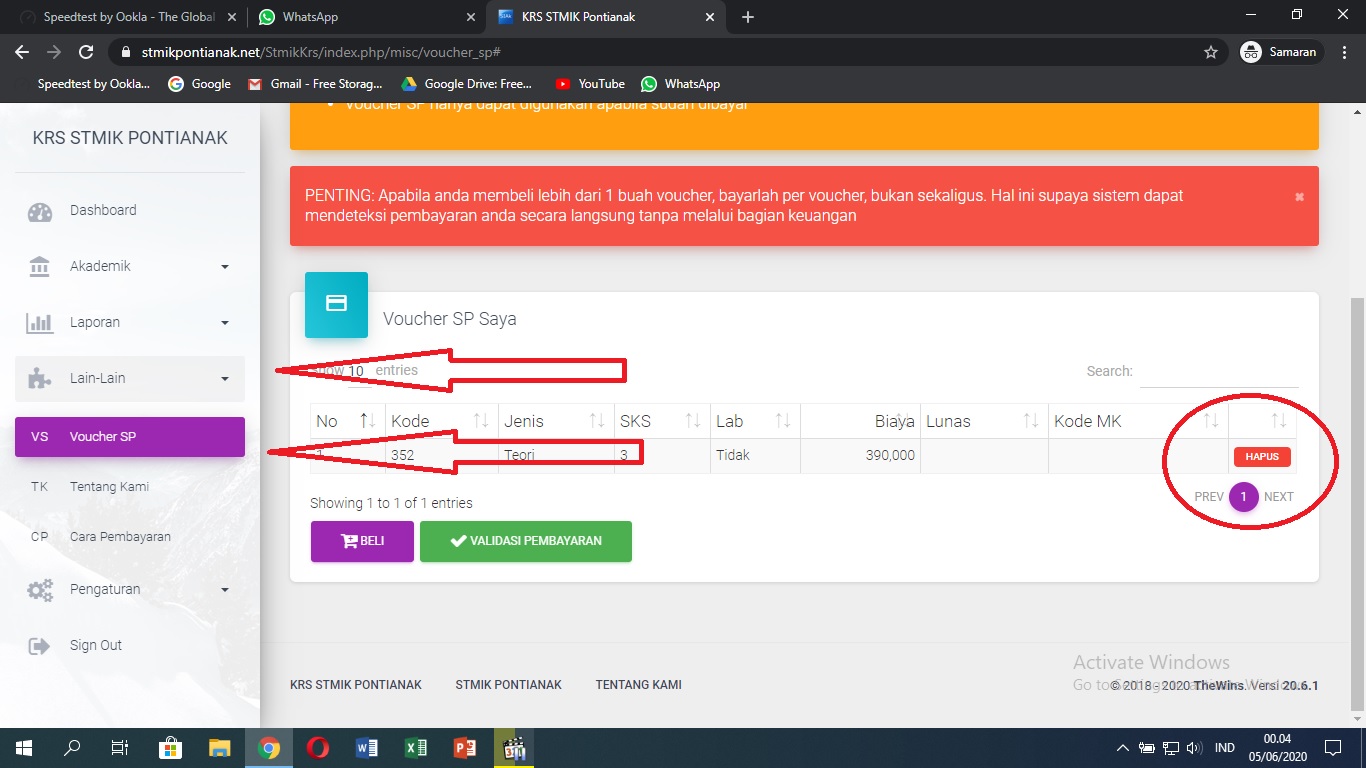 Speedtest by Ookla - The Global
WhatsApp
KRS STMIK Pontianak
stmikpontianak.net/StmikKrs/index.php/misc/voucher_sp#
Samaran
Speedtest by Ookla...
Google
Gmail - Free Storag...
Google Drive: Free...
YouTube
WhatsApp
KRS STMIK PONTIANAK
Dashboard
Akademik
Laporan
Lain-Lain
VS Voucher SP
TK Tentang Kami
CP Cara Pembayaran
Pengaturan
Sign Out
Voucher SP hanya dapat digunakan apabila sudah dibayar
PENTING: Apabila anda membeli lebih dari 1 buah voucher, bayarlah per voucher, bukan sekaligus. Hal ini supaya sistem dapat
mendeteksi pembayaran anda secara langsung tanpa melalui bagian keuangan
Voucher SP Saya
Show 10 entries
Search:
No Kode Jenis SKS Lab Biaya Lunas Kode MK
1 352 Teori 3 Tidak 390,000 HAPUS
Showing 1 to 1 of 1 entries
PREV 1 NEXT
BELI
VALIDASI PEMBAYARAN
KRS STMIK PONTIANAK STMIK PONTIANAK TENTANG KAMI
Activate Windows
Go to Settings to activate Windows.
© 2018 - 2020 TheWins. Versi 20.6.1
IND
00.04
05/06/2020